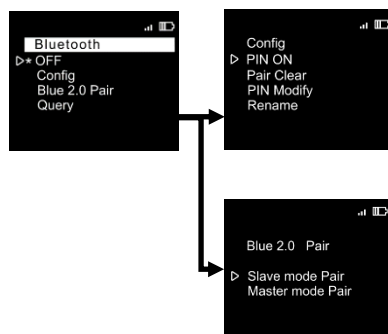 Bluetooth
* OFF
Config
Blue 2.0 Pair
Query
Config
PIN ON
Pair Clear
PIN Modify
Rename
Blue 2.0 Pair
Slave mode Pair
Master mode Pair